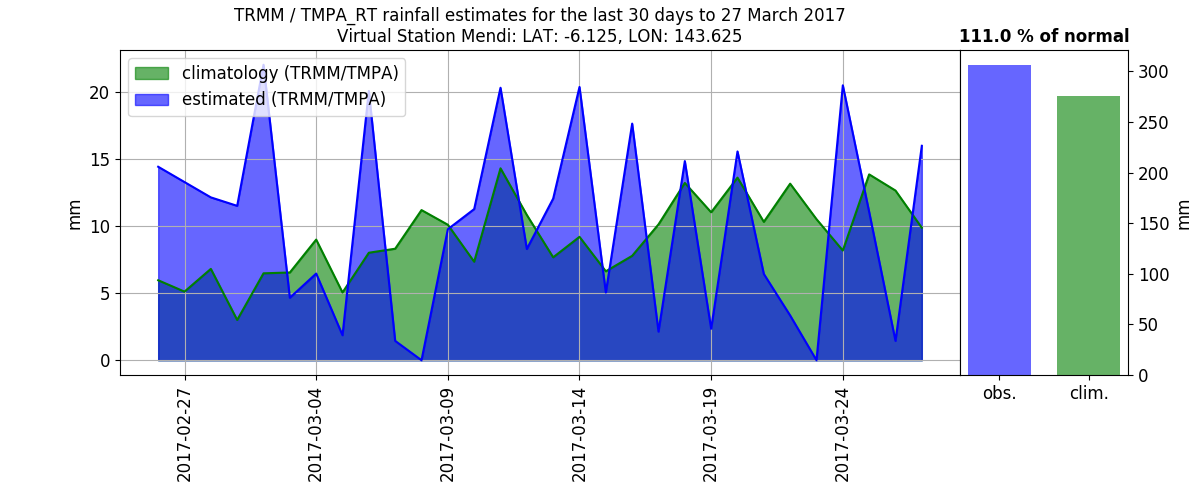 TRMM / TMPA_RT rainfall estimates for the last 30 days to 27 March 2017
Virtual Station Mendi: LAT: -6.125, LON: 143.625
111.0 % of normal
climatology (TRMM/TMPA)
estimated (TRMM/TMPA)
mm
20
15
10
5
0
2017-02-27
2017-03-04
2017-03-09
2017-03-14
2017-03-19
2017-03-24
300
250
200
150
100
50
0
mm
obs.
clim.